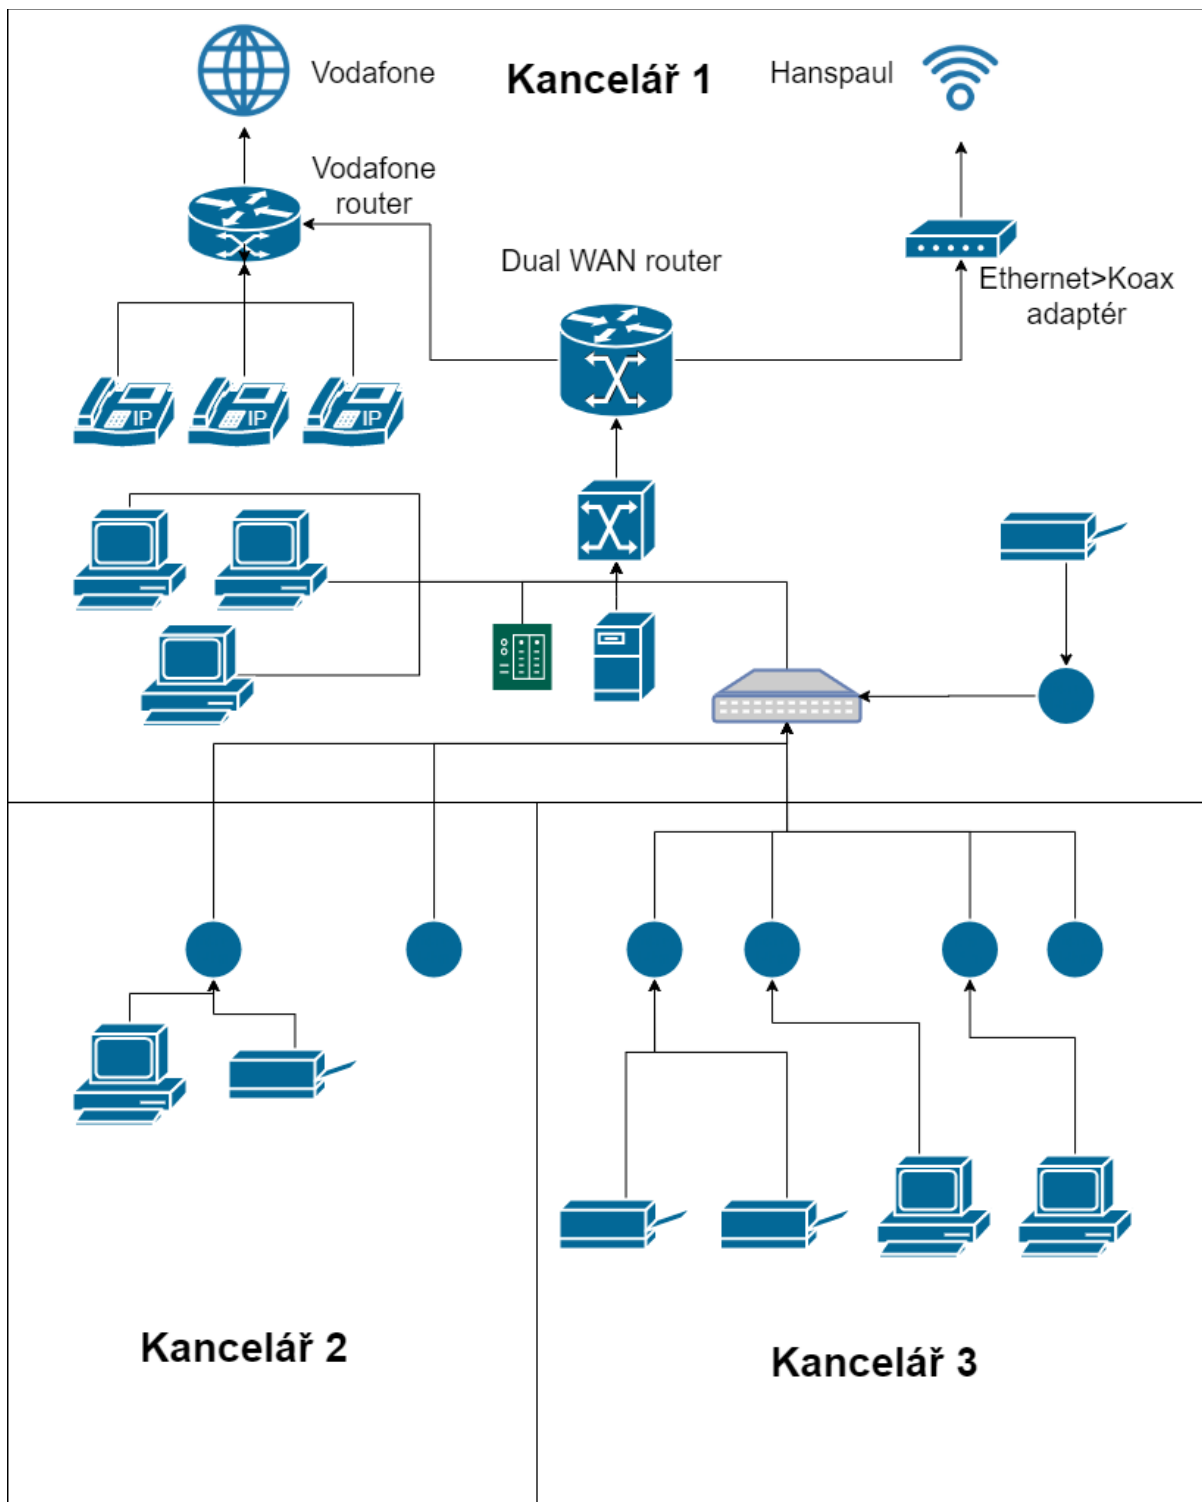 Vodafone
Kancelář 1
Hanspaul
Vodafone
router
Dual WAN router
Ethernet>Koax
adaptér
IP
IP
IP
Kancelář 2
Kancelář 3